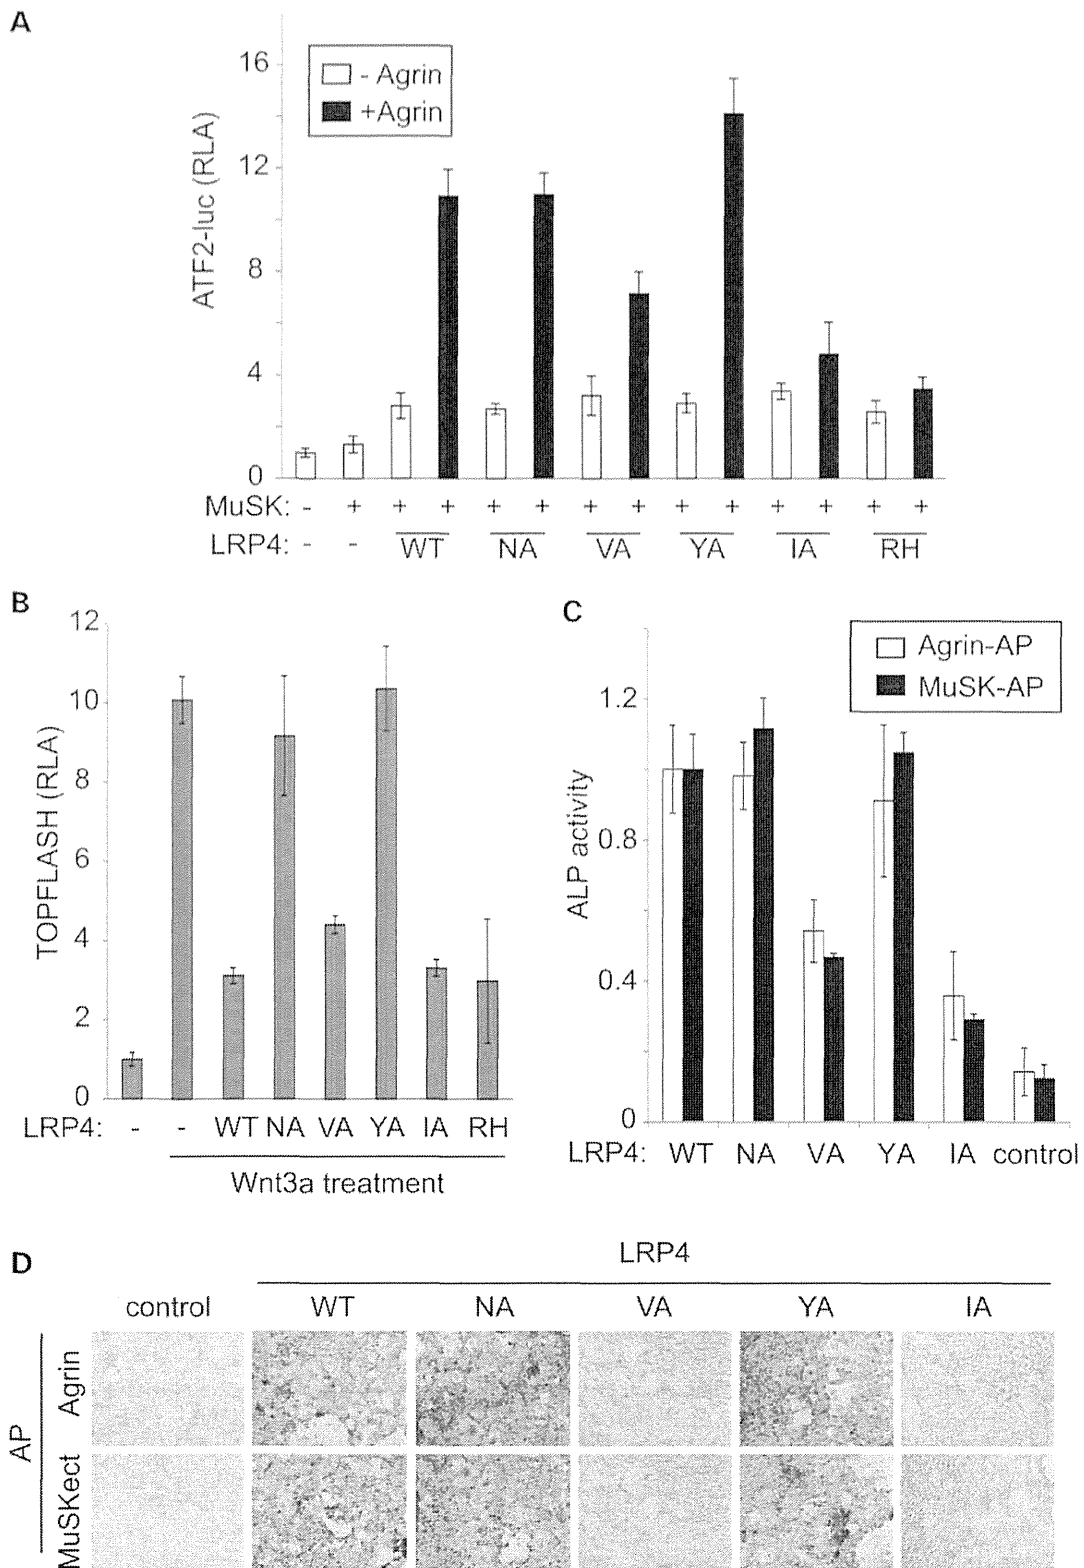 A
16
12
8
4
0
ATF2-luc (RLA)
- Agrin
+Agrin
MuSK: - + + + + + + + + + + +
LRP4: - - WT NA VA YA IA RH
B
12
10
8
6
4
2
0
TOPFLASH (RLA)
LRP4: - - WT NA VA YA IA RH
Wnt3a treatment
C
Agrin-AP
MuSK-AP
1.2
0.8
0.4
0
ALP activity
LRP4: WT NA VA YA IA control
D
LRP4
control WT NA VA YA IA
AP
Agrin
MuSKect